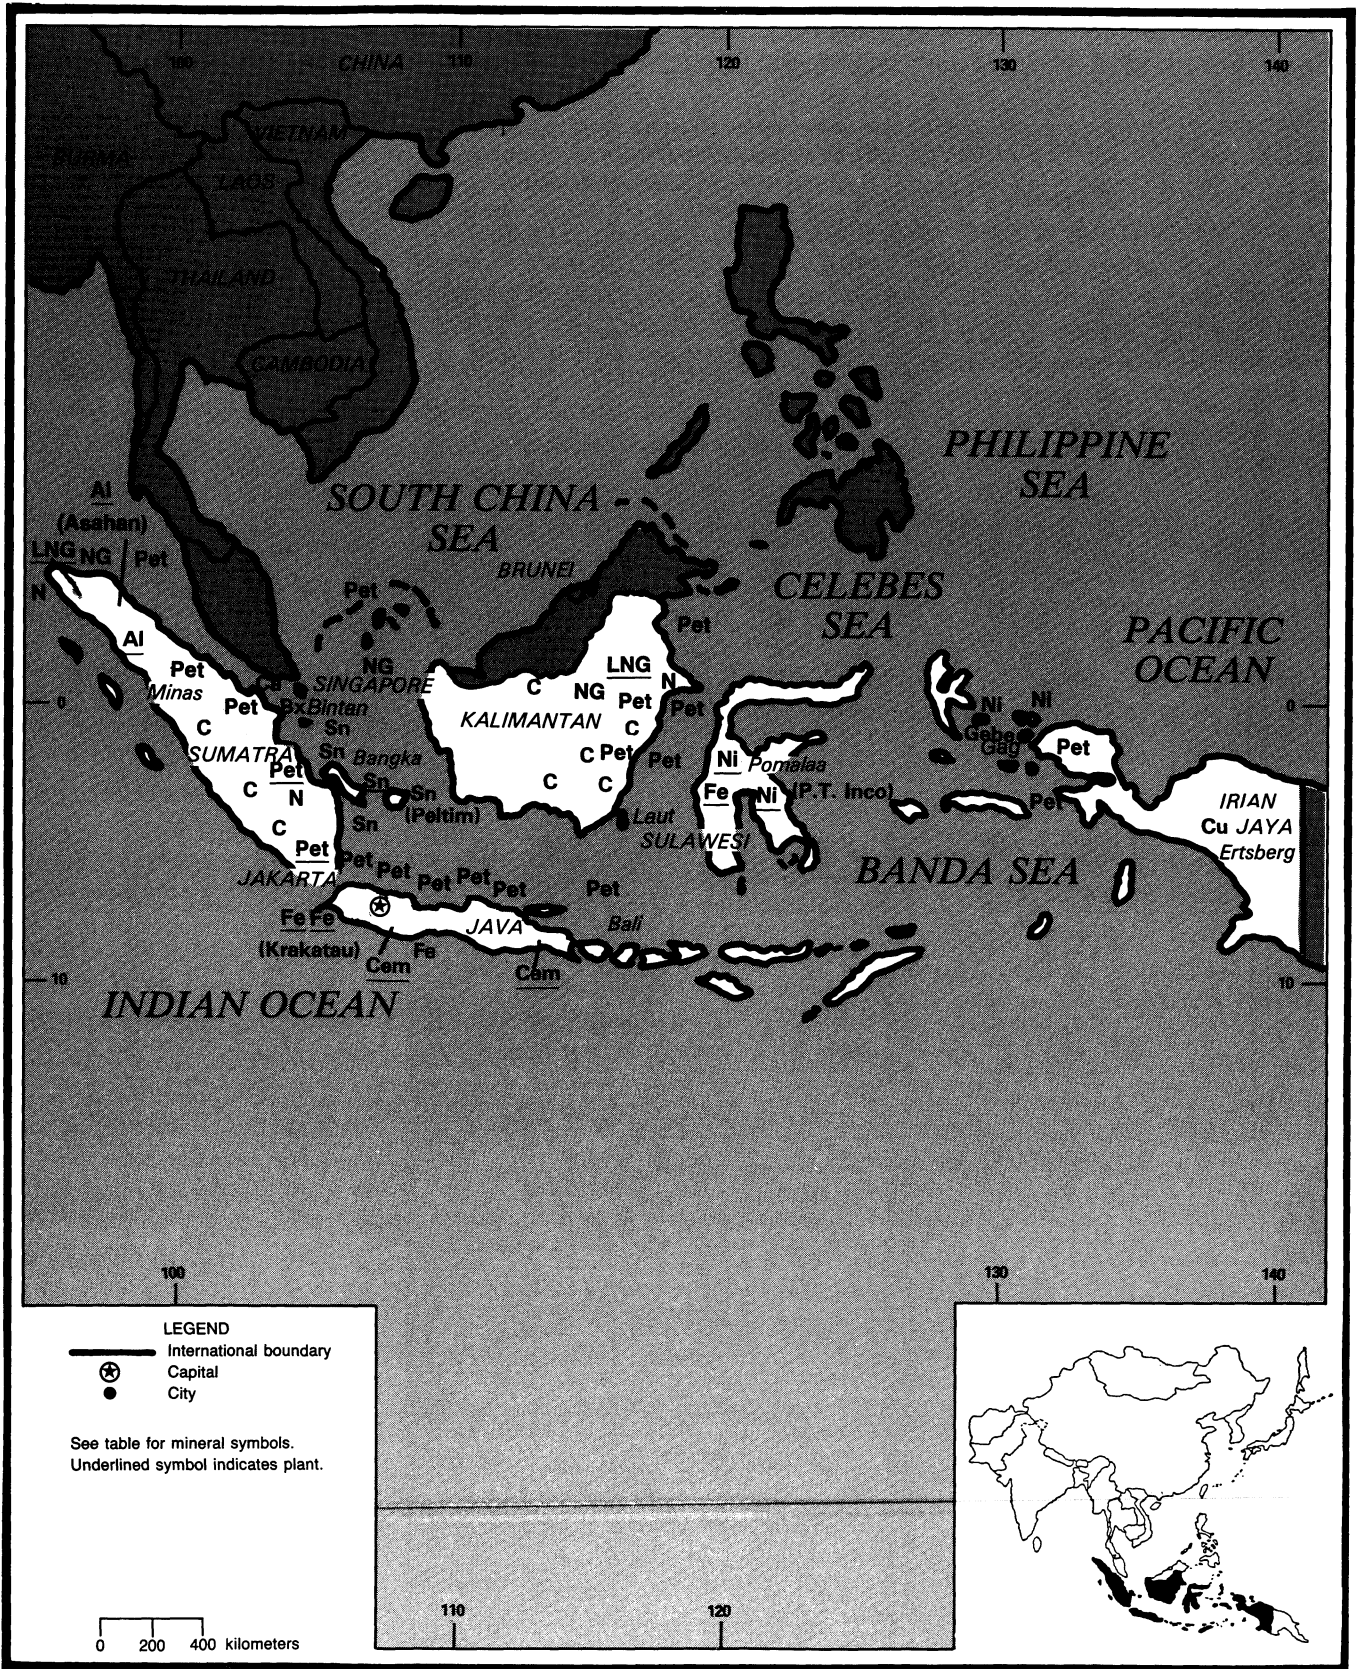 100
110
120
130
140
CHINA
VIETNAM
BURMA
LAOS
THAILAND
CAMBODIA
PHILIPPINE
SEA
SOUTH CHINA
SEA
Al
(Asahan)
LNG NG Pet
N
BRUNEI
CELEBES
SEA
PACIFIC
OCEAN
Pet
Pet
Al
Pet
NG
LNG
N
Minas
SINGAPORE
C
NG
Pet
Pet
Pet
Bx Bintan
KALIMANTAN
C
Sn
C
Ni
Ni
Gebe
Gag
Pet
0
0
SUMATRA
Sn
Bangka
C Pet
Pet
Ni
Pomalaa
Pet
Sn
C
C
Fe
Ni
(P.T. Inco)
C
N
Sn
(Peltim)
Pet
IRIAN
Cu JAYA
Ertsberg
C
Sn
Laut
SULAWESI
Pet
Pet
Pet
Pet
Pet
Pet
Pet
JAKARTA
BANDA SEA
Fe Fe
(Krakatau)
JAVA
Bali
Cem
Fe
Cem
10
10
INDIAN OCEAN
100
130
140
LEGEND
International boundary
Capital
City
See table for mineral symbols.
Underlined symbol indicates plant.
0 200 400 kilometers
110
120